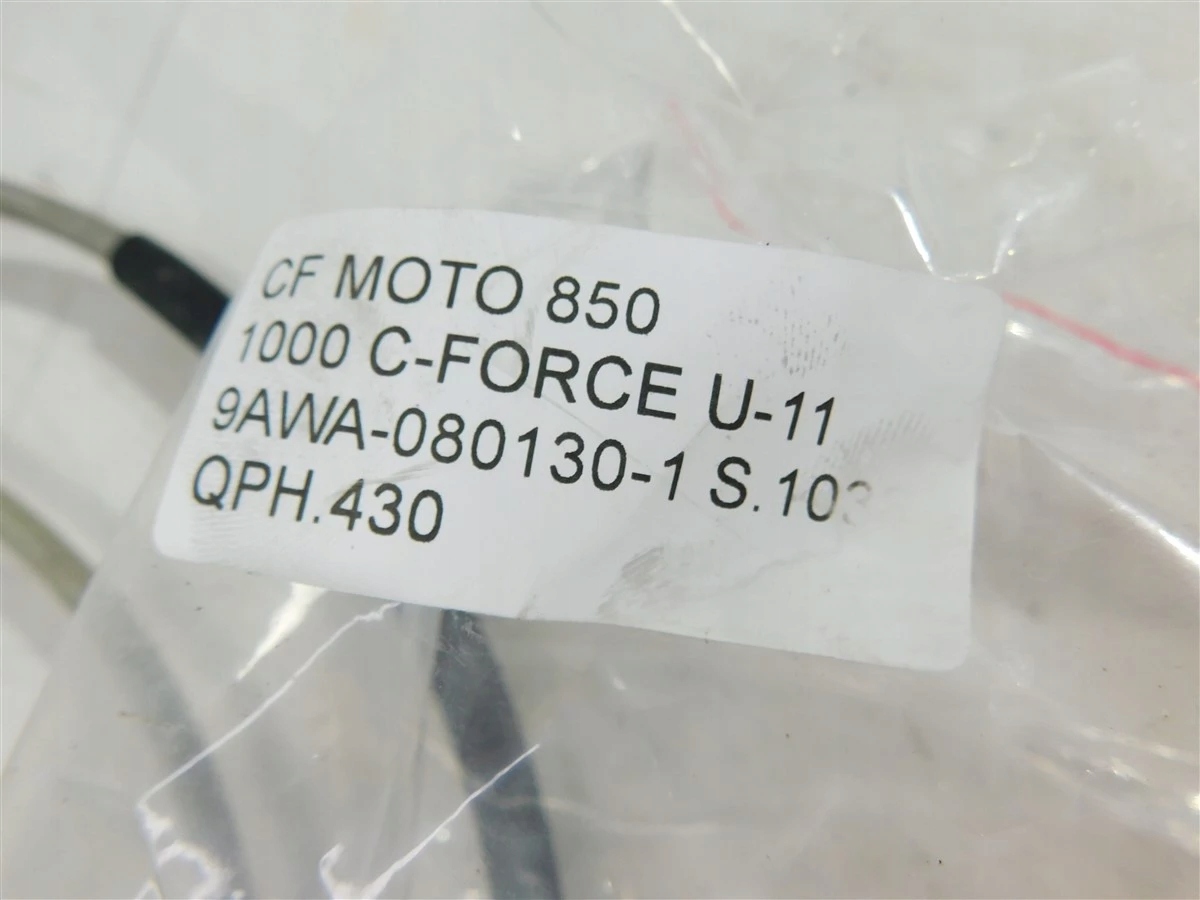 CF MOTO 850
1000 C-FORCE U-11
9AWA-080130-1
QPH.430